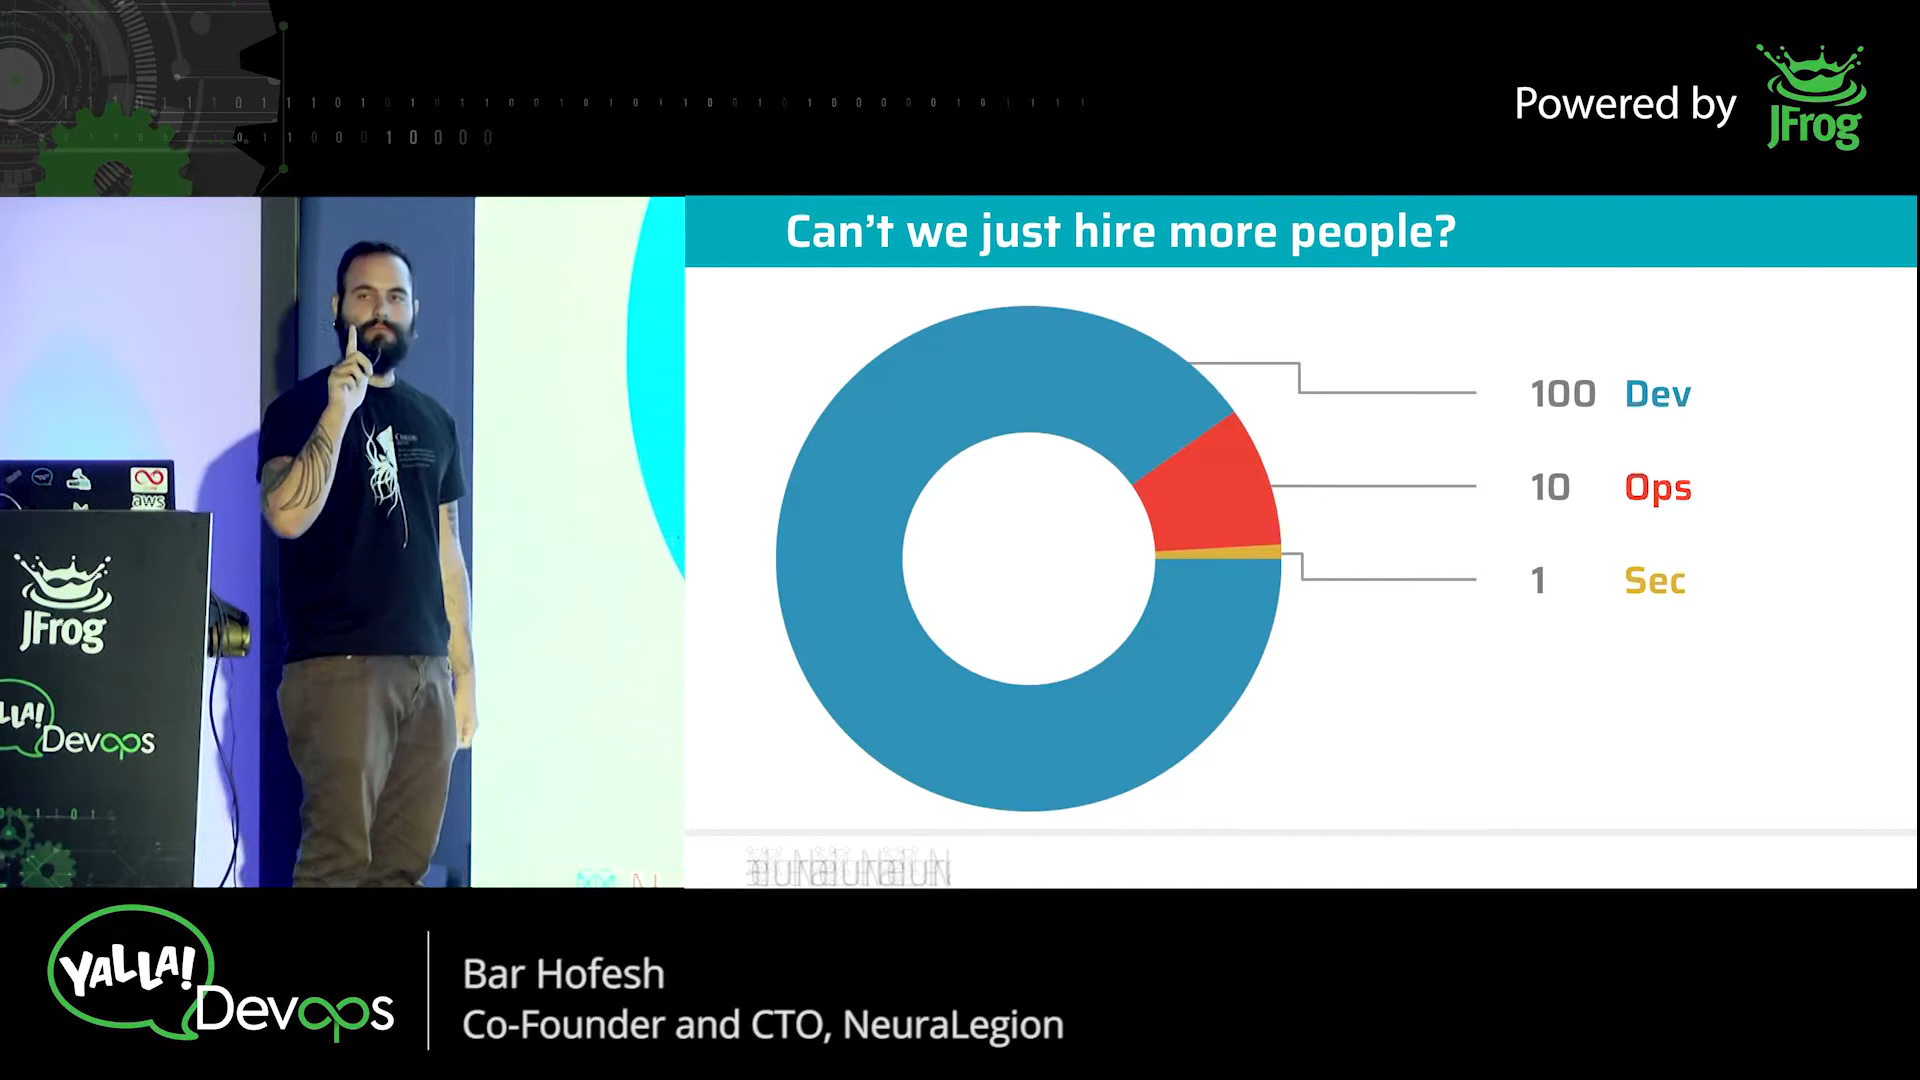 Powered by
JFrog
Can't we just hire more people?
100 Dev
10 Ops
1 Sec
aws
JFrog
LLA!
Devops
YALLA!
Devops
Bar Hofesh
Co-Founder and CTO, NeuraLegion